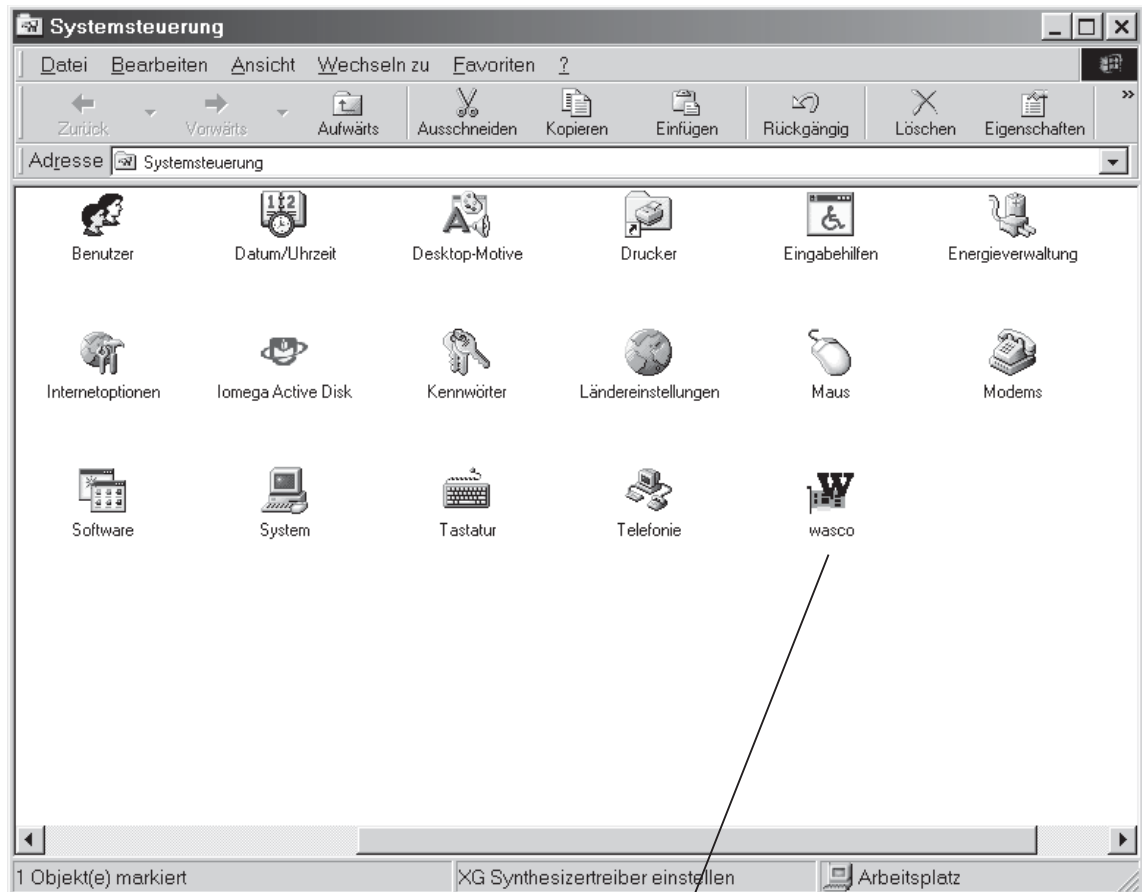 Systemsteuerung
Datei Bearbeiten Ansicht Wechseln zu Favoriten ?
Zurück Vorwärts Aufwärts Ausschneiden Kopieren Einfügen Rückgängig Löschen Eigenschaften »
Adresse Systemsteuerung
Benutzer Datum/Uhrzeit Desktop-Motive Drucker Eingabehilfen Energieverwaltung
Internetoptionen Iomega Active Disk Kennwörter Ländereinstellungen Maus Modems
Software System Tastatur Telefonie wasco
1 Objekt(e) markiert XG Synthesizertreiber einstellen Arbeitsplatz